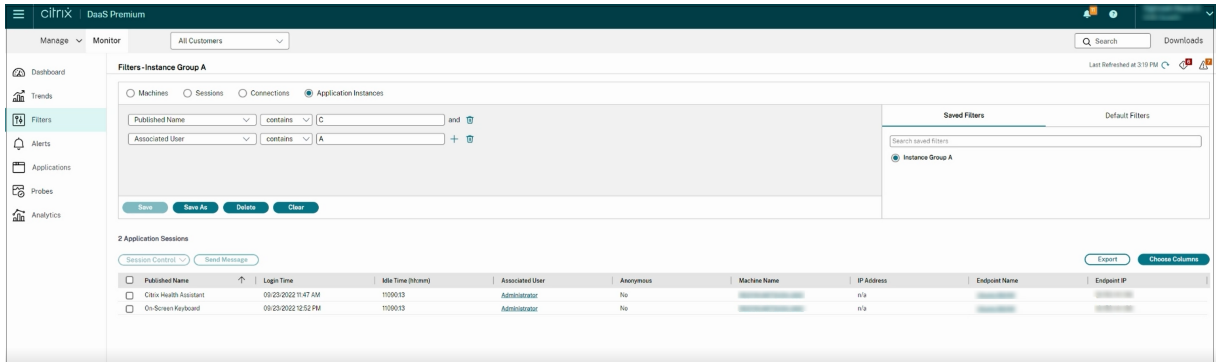 citrix | DaaS Premium
11
Manage Monitor All Customers Search Downloads
Dashboard
Trends
Filters
Alerts
Applications
Probes
Analytics
Filters-Instance Group A
Last Refreshed at 3:19 PM 6 7
Machines Sessions Connections Application Instances
Published Name contains C and
Associated User contains A
Saved Filters Default Filters
Search saved filters
Instance Group A
Save Save As Delete Clear
2 Application Sessions
Session Control Send Message Export Choose Columns
Published Name Login Time Idle Time (hh:mm) Associated User Anonymous Machine Name IP Address Endpoint Name Endpoint IP
Citrix Health Assistant 09/23/2022 11:47 AM 11090:13 Administrator No n/a
On-Screen Keyboard 09/23/2022 12:52 PM 11090:13 Administrator No n/a